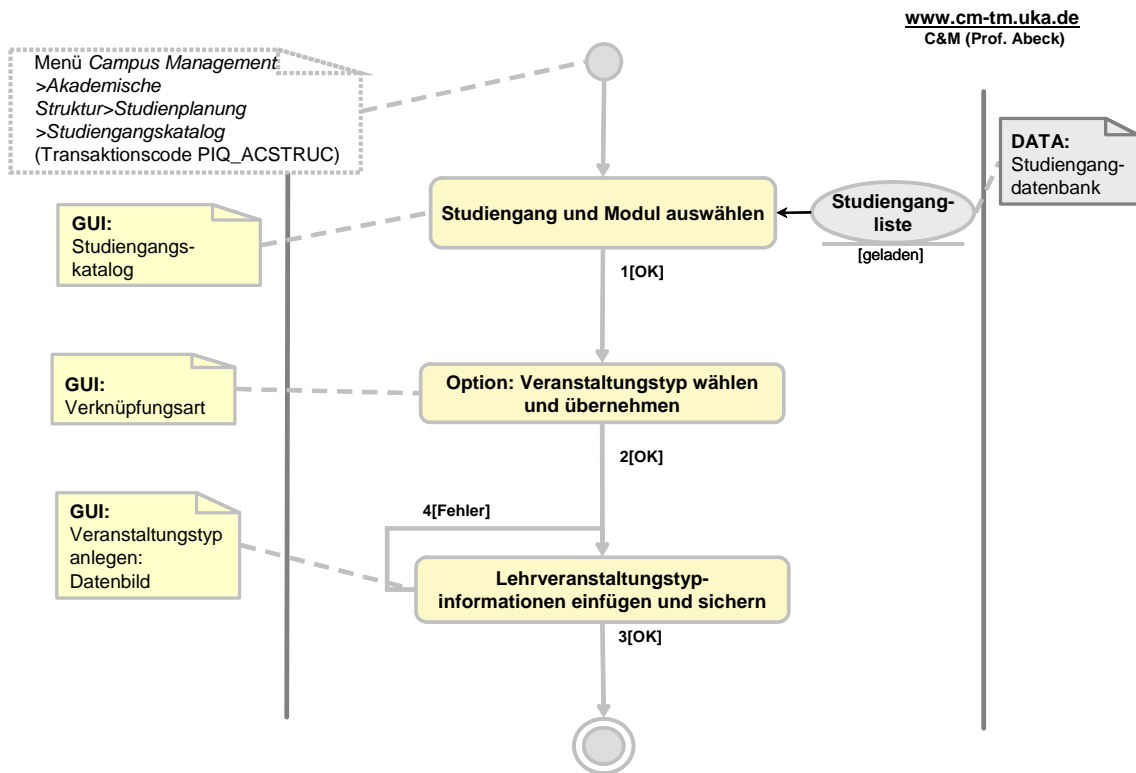 www.cm-tm.uka.de
C&M (Prof. Abeck)
Menü Campus Management
>Akademische
Struktur>Studienplanung
>Studiengangskatalog
(Transaktionscode PIQ_ACSTRUC)
DATA:
Studiengang-
datenbank
GUI:
Studiengangs-
katalog
Studiengang und Modul auswählen
Studiengang-
liste
[geladen]
1[OK]
GUI:
Verknüpfungsart
Option: Veranstaltungstyp wählen
und übernehmen
2[OK]
GUI:
Veranstaltungstyp
anlegen:
Datenbild
4[Fehler]
Lehrveranstaltungstyp-
informationen einfügen und sichern
3[OK]